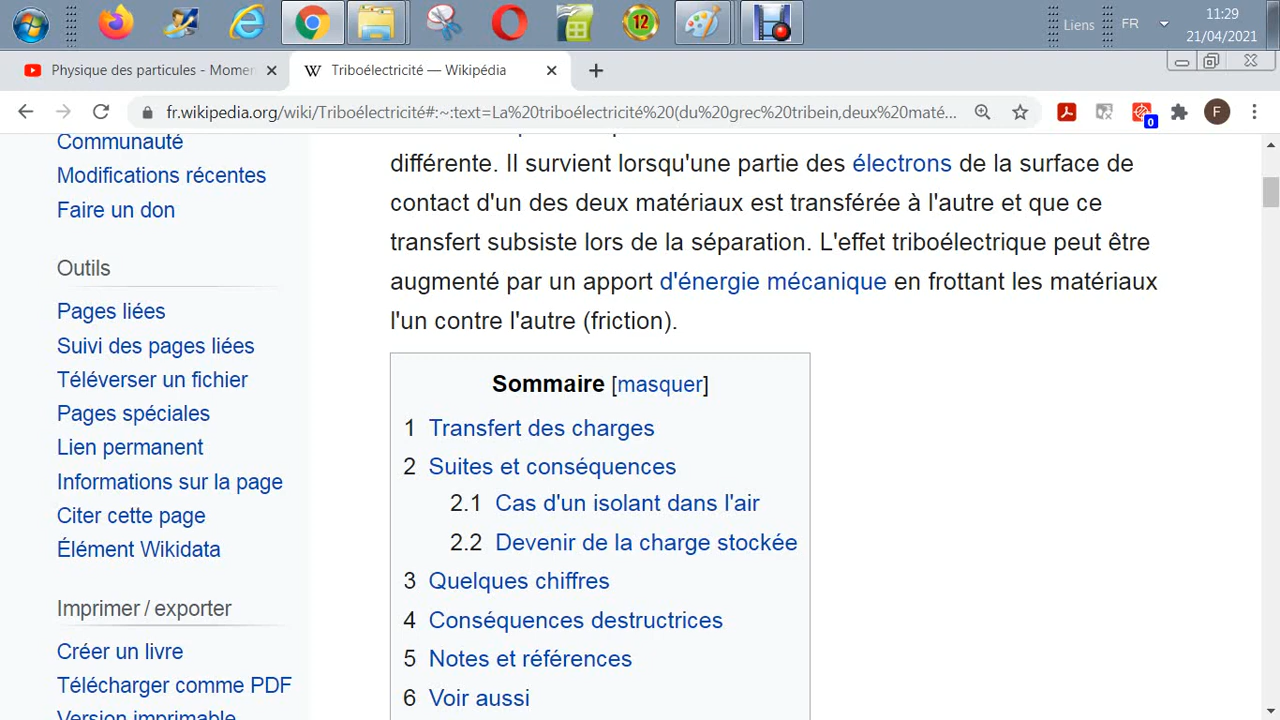 12
Liens
FR
11:29
21/04/2021
Physique des particules - Momen
W Triboélectricité — Wikipédia
fr.wikipedia.org/wiki/Triboélectricité#:~:text=La%20triboélectricité%20(du%20grec%20tribein,deux%20maté...
0
F
Communauté
Modifications récentes
Faire un don
Outils
Pages liées
Suivi des pages liées
Téléverser un fichier
Pages spéciales
Lien permanent
Informations sur la page
Citer cette page
Élément Wikidata
Imprimer / exporter
Créer un livre
Télécharger comme PDF
Version imprimable
différente. Il survient lorsqu'une partie des électrons de la surface de
contact d'un des deux matériaux est transférée à l'autre et que ce
transfert subsiste lors de la séparation. L'effet triboélectrique peut être
augmenté par un apport d'énergie mécanique en frottant les matériaux
l'un contre l'autre (friction).
Sommaire [masquer]
1 Transfert des charges
2 Suites et conséquences
2.1 Cas d'un isolant dans l'air
2.2 Devenir de la charge stockée
3 Quelques chiffres
4 Conséquences destructrices
5 Notes et références
6 Voir aussi